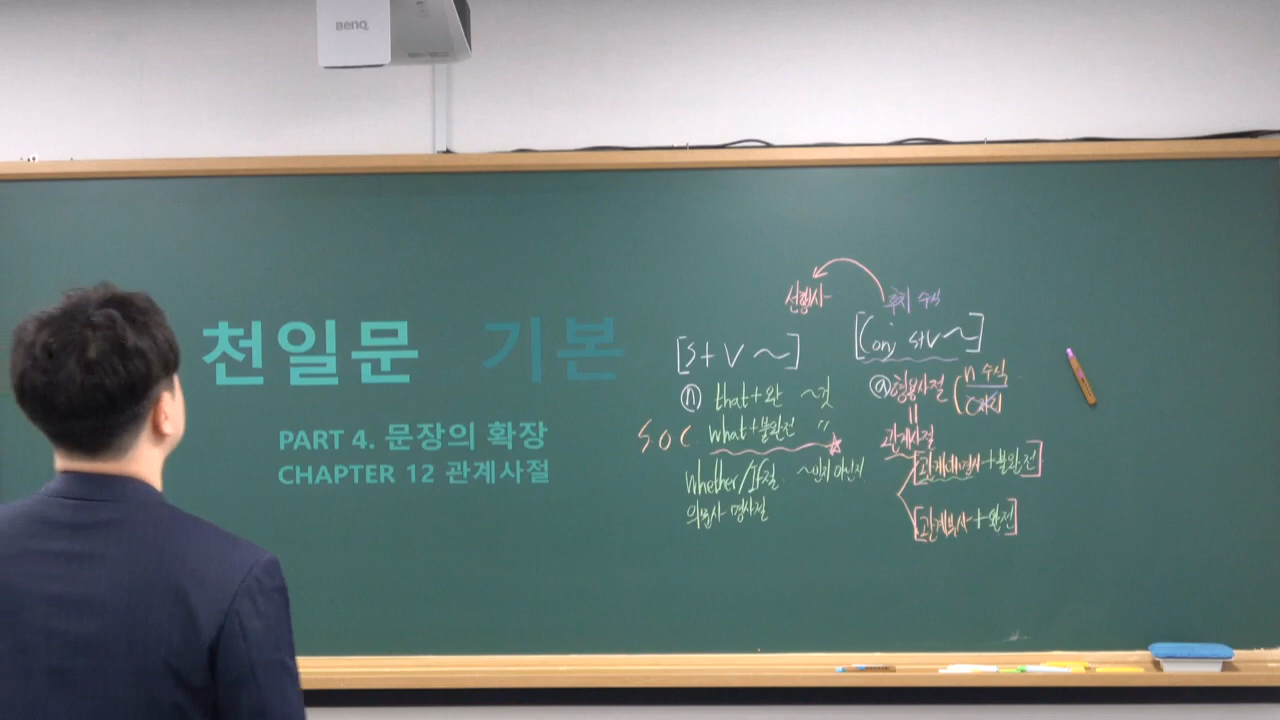 BenQ
천일문 기본
PART 4. 문장의 확장
CHAPTER 12 관계사절
선행사
후치 수식
[S+V ~]
ⓝ that+완 ~것
S O C what+불완전 "
whether/if절 ~인지 아닌지
의문사 명사절
[conj S+V ~]
ⓐ 형용사절 (n 수식
관계사절
[관계대명사+불완전]
[관계부사+완전]